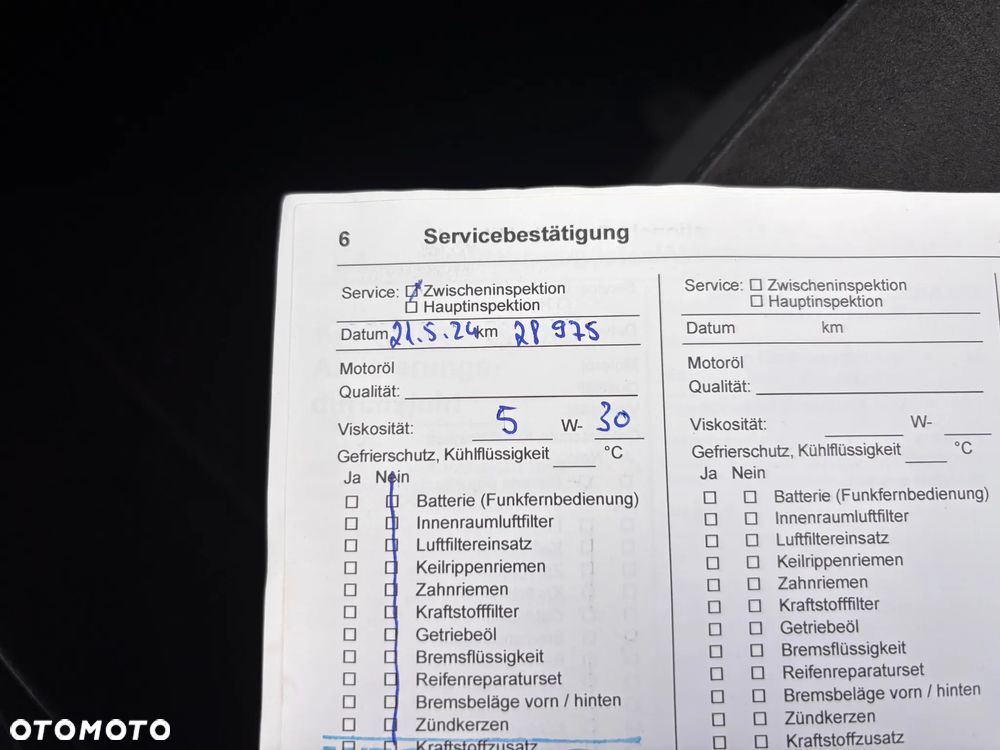 6 Servicebestätigung
Service: Zwischeninspektion
Hauptinspektion
Datum 21.5.24 km 28 975
Motoröl
Qualität:
Viskosität: 5 W- 30
Gefrierschutz, Kühlflüssigkeit °C
Ja Nein
Batterie (Funkfernbedienung)
Innenraumluftfilter
Luftfiltereinsatz
Keilrippenriemen
Zahnriemen
Kraftstofffilter
Getriebeöl
Bremsflüssigkeit
Reifenreparaturset
Bremsbeläge vorn / hinten
Zündkerzen
Kraftstoffzusatz
Service: Zwischeninspektion
Hauptinspektion
Datum km
Motoröl
Qualität:
Viskosität: W-
Gefrierschutz, Kühlflüssigkeit °C
Ja Nein
Batterie (Funkfernbedienung)
Innenraumluftfilter
Luftfiltereinsatz
Keilrippenriemen
Zahnriemen
Kraftstofffilter
Getriebeöl
Bremsflüssigkeit
Reifenreparaturset
Bremsbeläge vorn / hinten
Zündkerzen
Kraftstoffzusatz
OTOMOTO